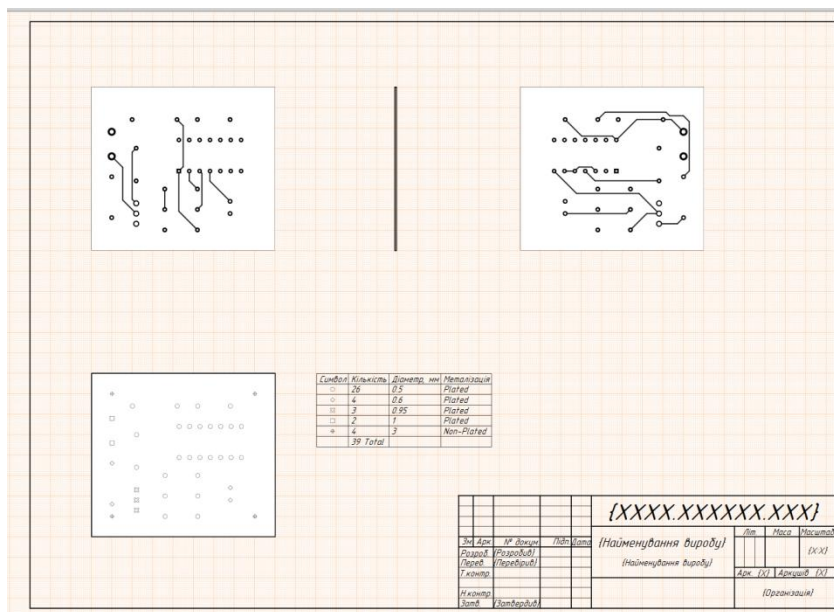 Символ Кількість Діаметр, мм Металізація
26 0.5 Plated
4 0.6 Plated
3 0.95 Plated
2 1 Plated
4 3 Non-Plated
39 Total
{XXXX.XXXXXX.XXX}
Зм. Арк № докум. Підп. Дата
Розроб. {Розробив}
Перев. {Перевірив}
Т.контр.
Н.контр.
Затв. {Затвердив}
{Найменування виробу}
{Найменування виробу}
Літ Маса Масштаб
{X:X}
Арк. {X} Аркушів {X}
{Організація}